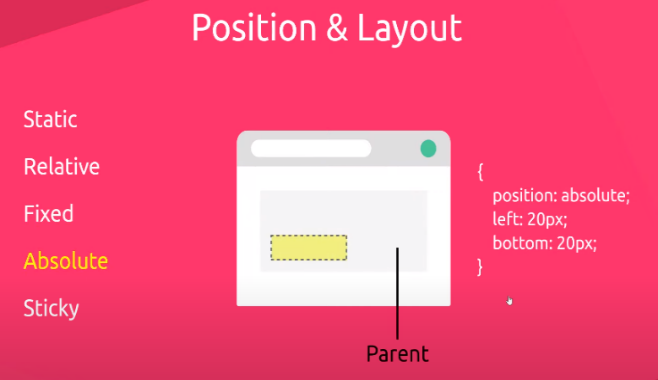 Position & Layout
Static
Relative
Fixed
Absolute
Sticky
{
position: absolute;
left: 20px;
bottom: 20px;
}
Parent